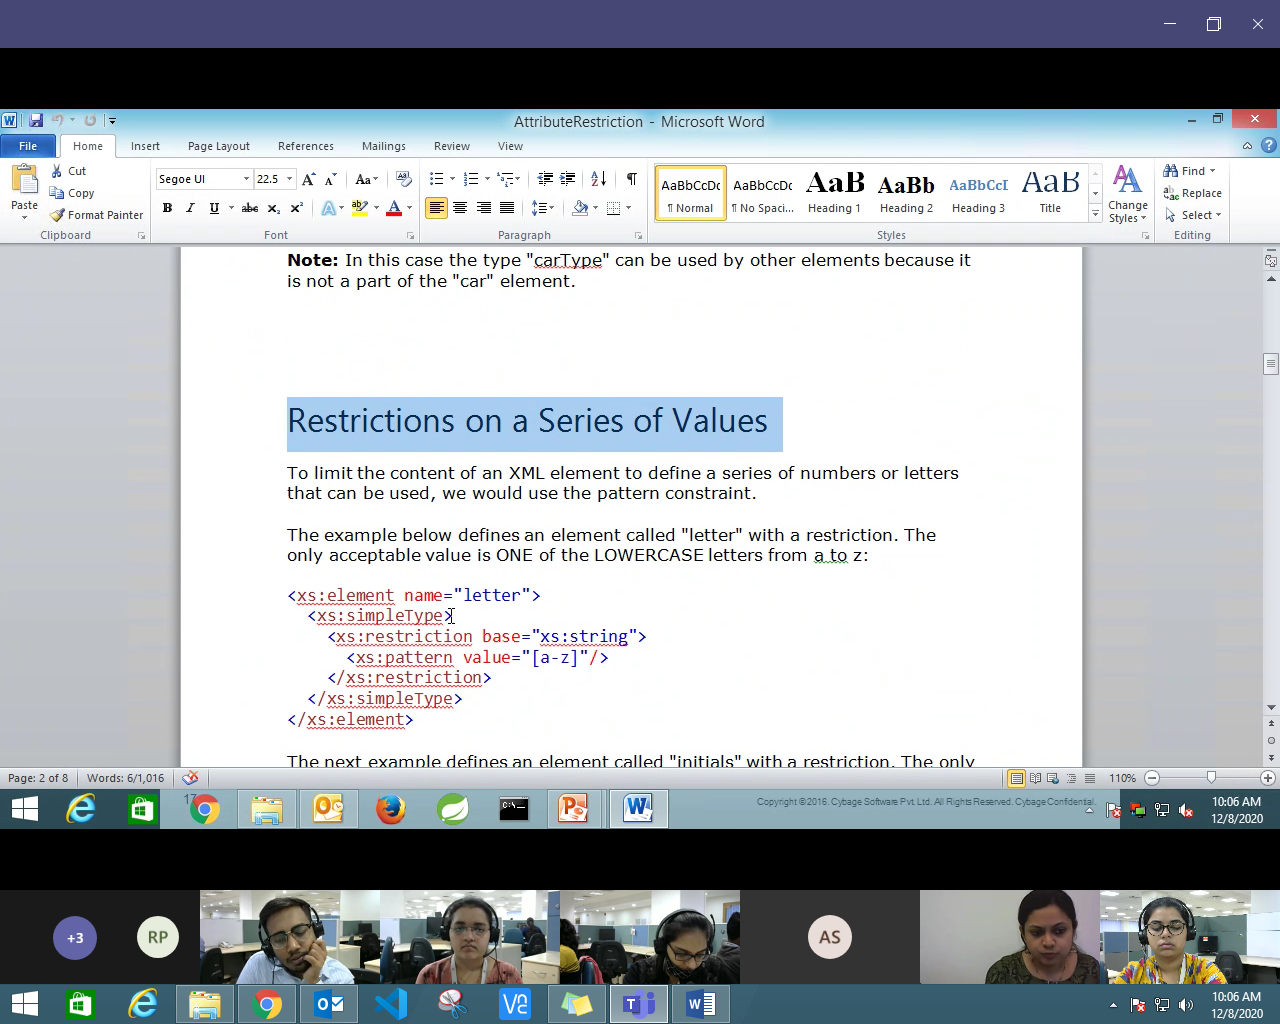 AttributeRestriction - Microsoft Word
File Home Insert Page Layout References Mailings Review View
Paste
Cut
Copy
Format Painter
Clipboard
Segoe UI 22.5
B I U abc x₂ x²
Font
Paragraph
AaBbCcDc AaBbCcDc AaB AaBb AaBbCcI AaB
¶ Normal ¶ No Spaci... Heading 1 Heading 2 Heading 3 Title
Change Styles
Styles
Find
Replace
Select
Editing
Note: In this case the type "carType" can be used by other elements because it
is not a part of the "car" element.
Restrictions on a Series of Values
To limit the content of an XML element to define a series of numbers or letters
that can be used, we would use the pattern constraint.
The example below defines an element called "letter" with a restriction. The
only acceptable value is ONE of the LOWERCASE letters from a to z:
<xs:element name="letter">
<xs:simpleType>
<xs:restriction base="xs:string">
<xs:pattern value="[a-z]"/>
</xs:restriction>
</xs:simpleType>
</xs:element>
The next example defines an element called "initials" with a restriction. The only
Page: 2 of 8 Words: 6/1,016 110%
17
Copyright ©2016. Cybage Software Pvt. Ltd. All Rights Reserved. Cybage Confidential.
10:06 AM
12/8/2020
+3 RP AS
10:06 AM
12/8/2020